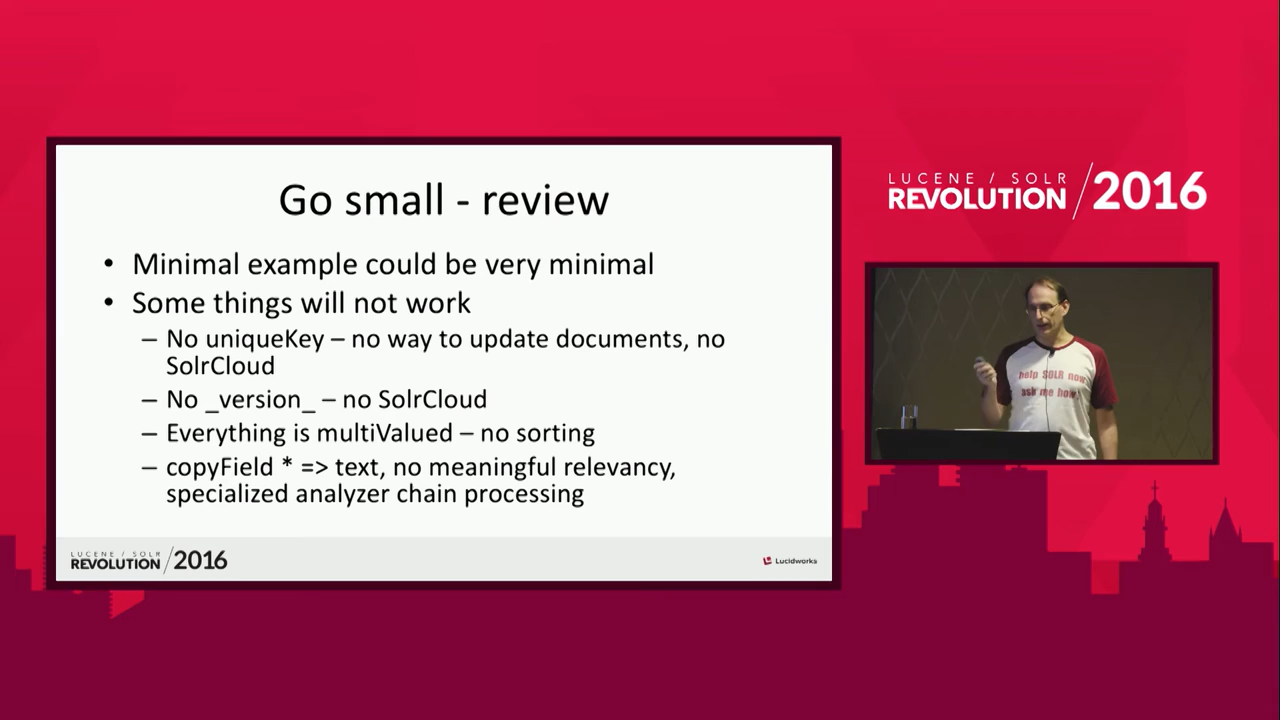 Go small - review
• Minimal example could be very minimal
• Some things will not work
– No uniqueKey – no way to update documents, no
SolrCloud
– No _version_ – no SolrCloud
– Everything is multiValued – no sorting
– copyField * => text, no meaningful relevancy,
specialized analyzer chain processing
LUCENE / SOLR
REVOLUTION / 2016
Lucidworks
LUCENE / SOLR
REVOLUTION / 2016
help SOLR now.
ask me how!